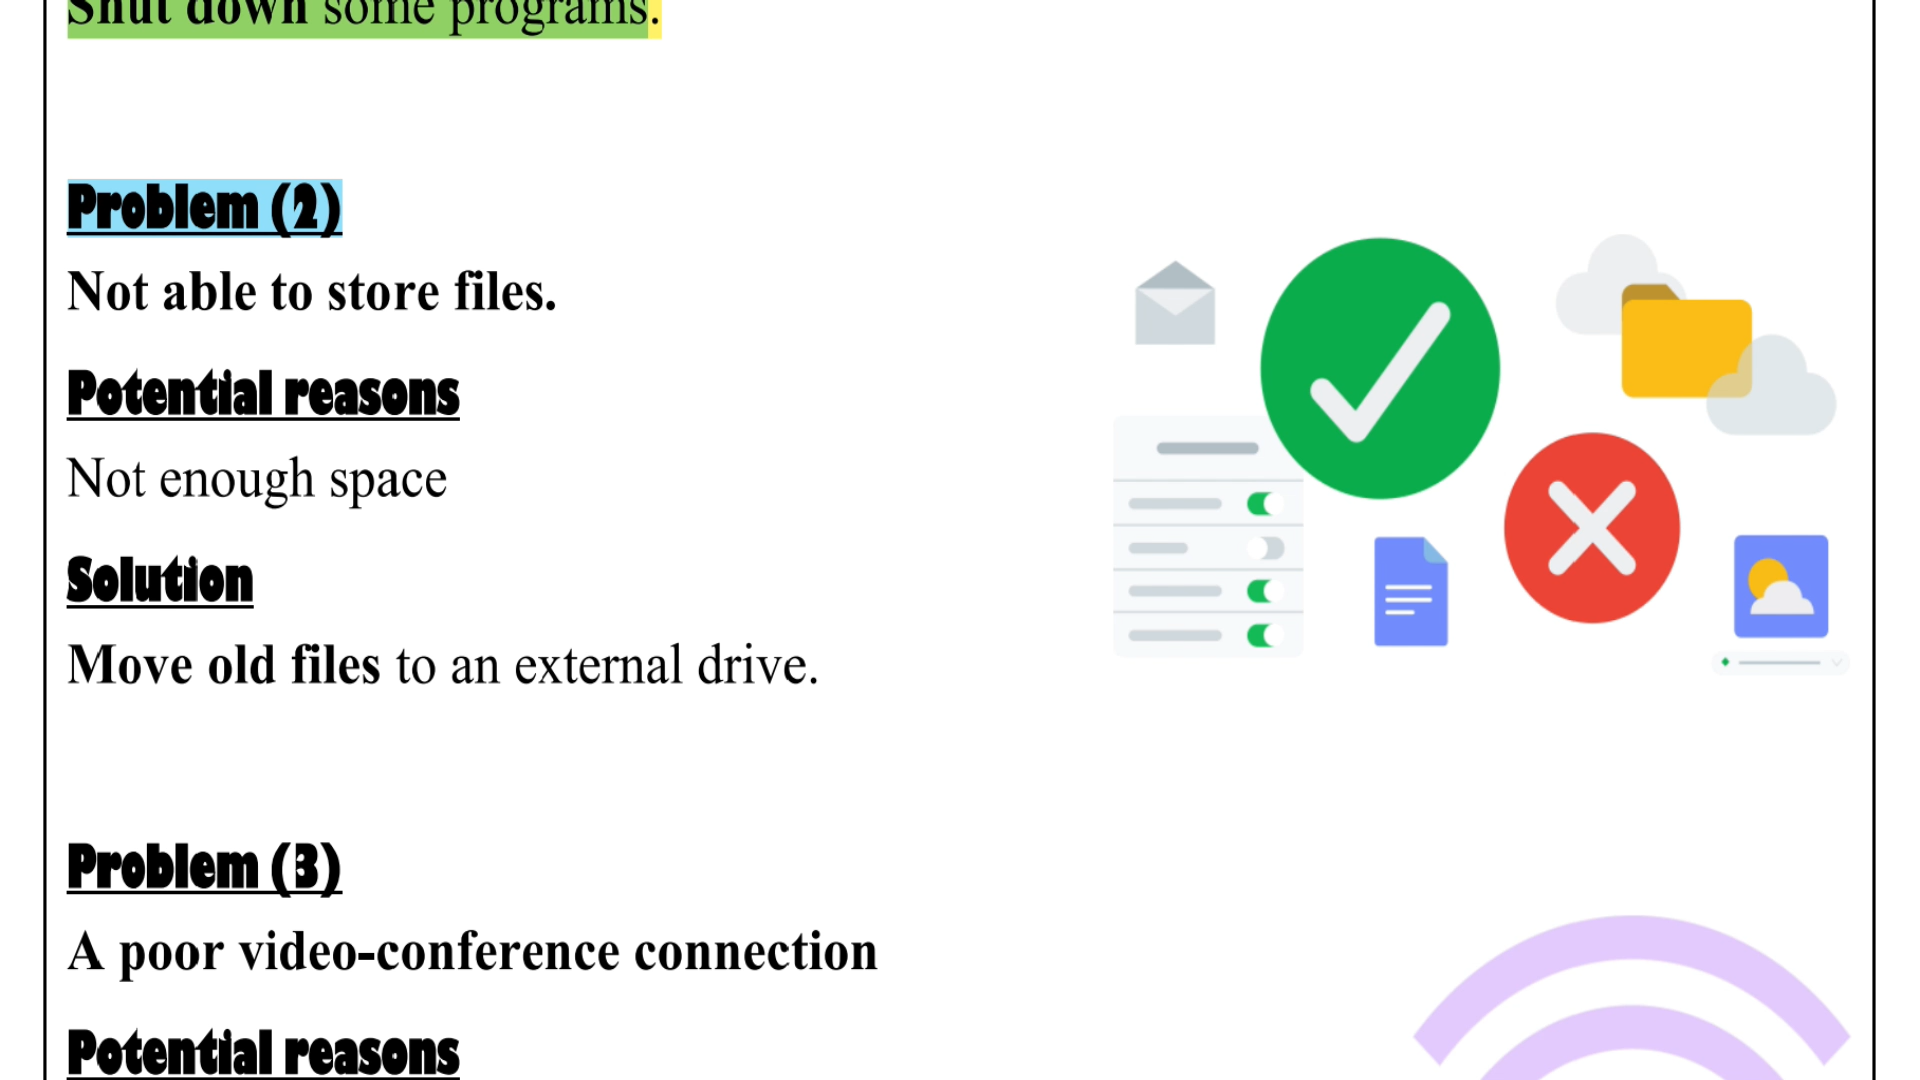 Shut down some programs.
Problem (2)
Not able to store files.
Potential reasons
Not enough space
Solution
Move old files to an external drive.
Problem (3)
A poor video-conference connection
Potential reasons